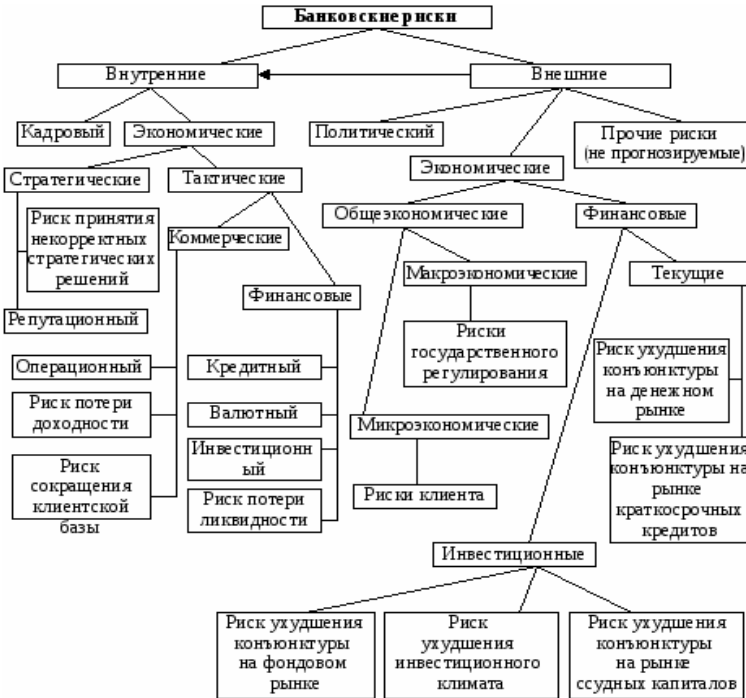 Банковские риски
Внутренние
Внешние
Кадровый
Экономические
Политический
Прочие риски
(не прогнозируемые)
Экономические
Стратегические
Тактические
Риск принятия
некорректных
стратегических
решений
Коммерческие
Общеэкономические
Финансовые
Макроэкономические
Текущие
Финансовые
Репутационный
Риски
государственного
регулирования
Операционный
Кредитный
Риск ухудшения
конъюнктуры
на денежном
рынке
Риск потери
доходности
Валютный
Микроэкономические
Инвестиционн
ый
Риск ухудшения
конъюнктуры на
рынке
краткосрочных
кредитов
Риск
сокращения
клиентской
базы
Риск потери
ликвидности
Риски клиента
Инвестиционные
Риск ухудшения
конъюнктуры
на фондовом
рынке
Риск
ухудшения
инвестиционного
климата
Риск ухудшения
конъюнктуры
на рынке
ссудных капиталов